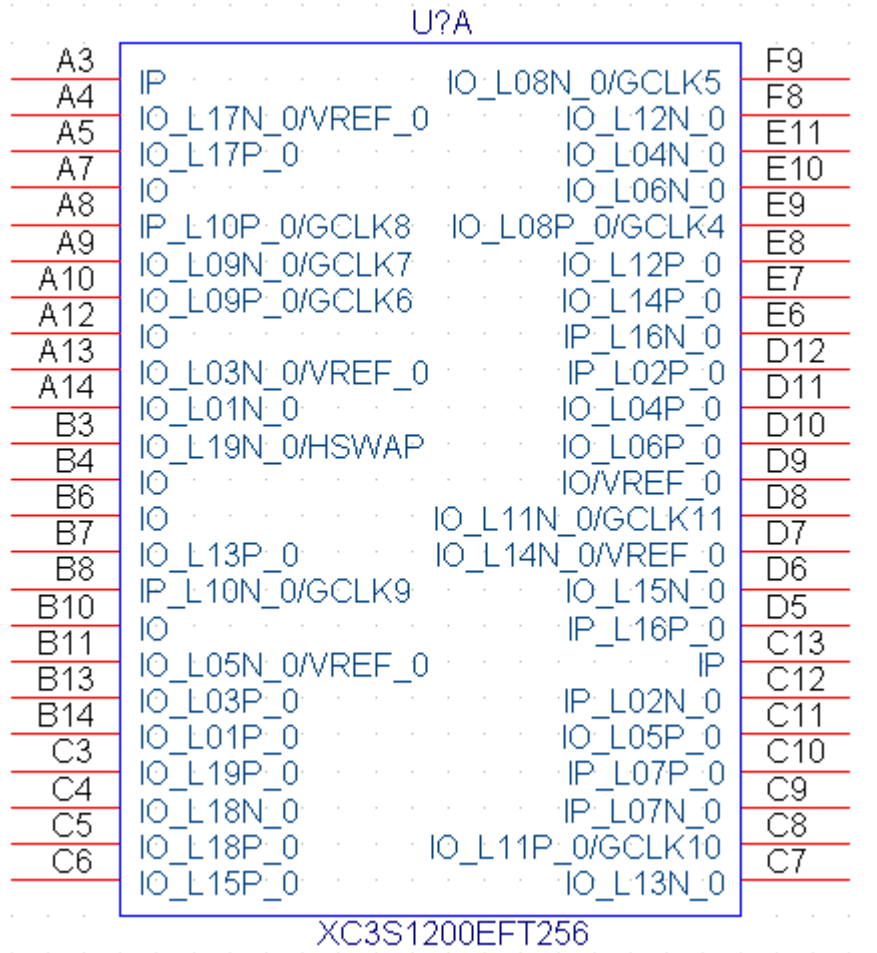 U?A
A3 IP IO_L08N_0/GCLK5 F9
A4 IO_L17N_0/VREF_0 IO_L12N_0 F8
A5 IO_L17P_0 IO_L04N_0 E11
A7 IO IO_L06N_0 E10
A8 IP_L10P_0/GCLK8 IO_L08P_0/GCLK4 E9
A9 IO_L09N_0/GCLK7 IO_L12P_0 E8
A10 IO_L09P_0/GCLK6 IO_L14P_0 E7
A12 IO IP_L16N_0 E6
A13 IO_L03N_0/VREF_0 IP_L02P_0 D12
A14 IO_L01N_0 IO_L04P_0 D11
B3 IO_L19N_0/HSWAP IO_L06P_0 D10
B4 IO IO/VREF_0 D9
B6 IO IO_L11N_0/GCLK11 D8
B7 IO_L13P_0 IO_L14N_0/VREF_0 D7
B8 IP_L10N_0/GCLK9 IO_L15N_0 D6
B10 IO IP_L16P_0 D5
B11 IO_L05N_0/VREF_0 IP C13
B13 IO_L03P_0 IP_L02N_0 C12
B14 IO_L01P_0 IO_L05P_0 C11
C3 IO_L19P_0 IP_L07P_0 C10
C4 IO_L18N_0 IP_L07N_0 C9
C5 IO_L18P_0 IO_L11P_0/GCLK10 C8
C6 IO_L15P_0 IO_L13N_0 C7
XC3S1200EFT256